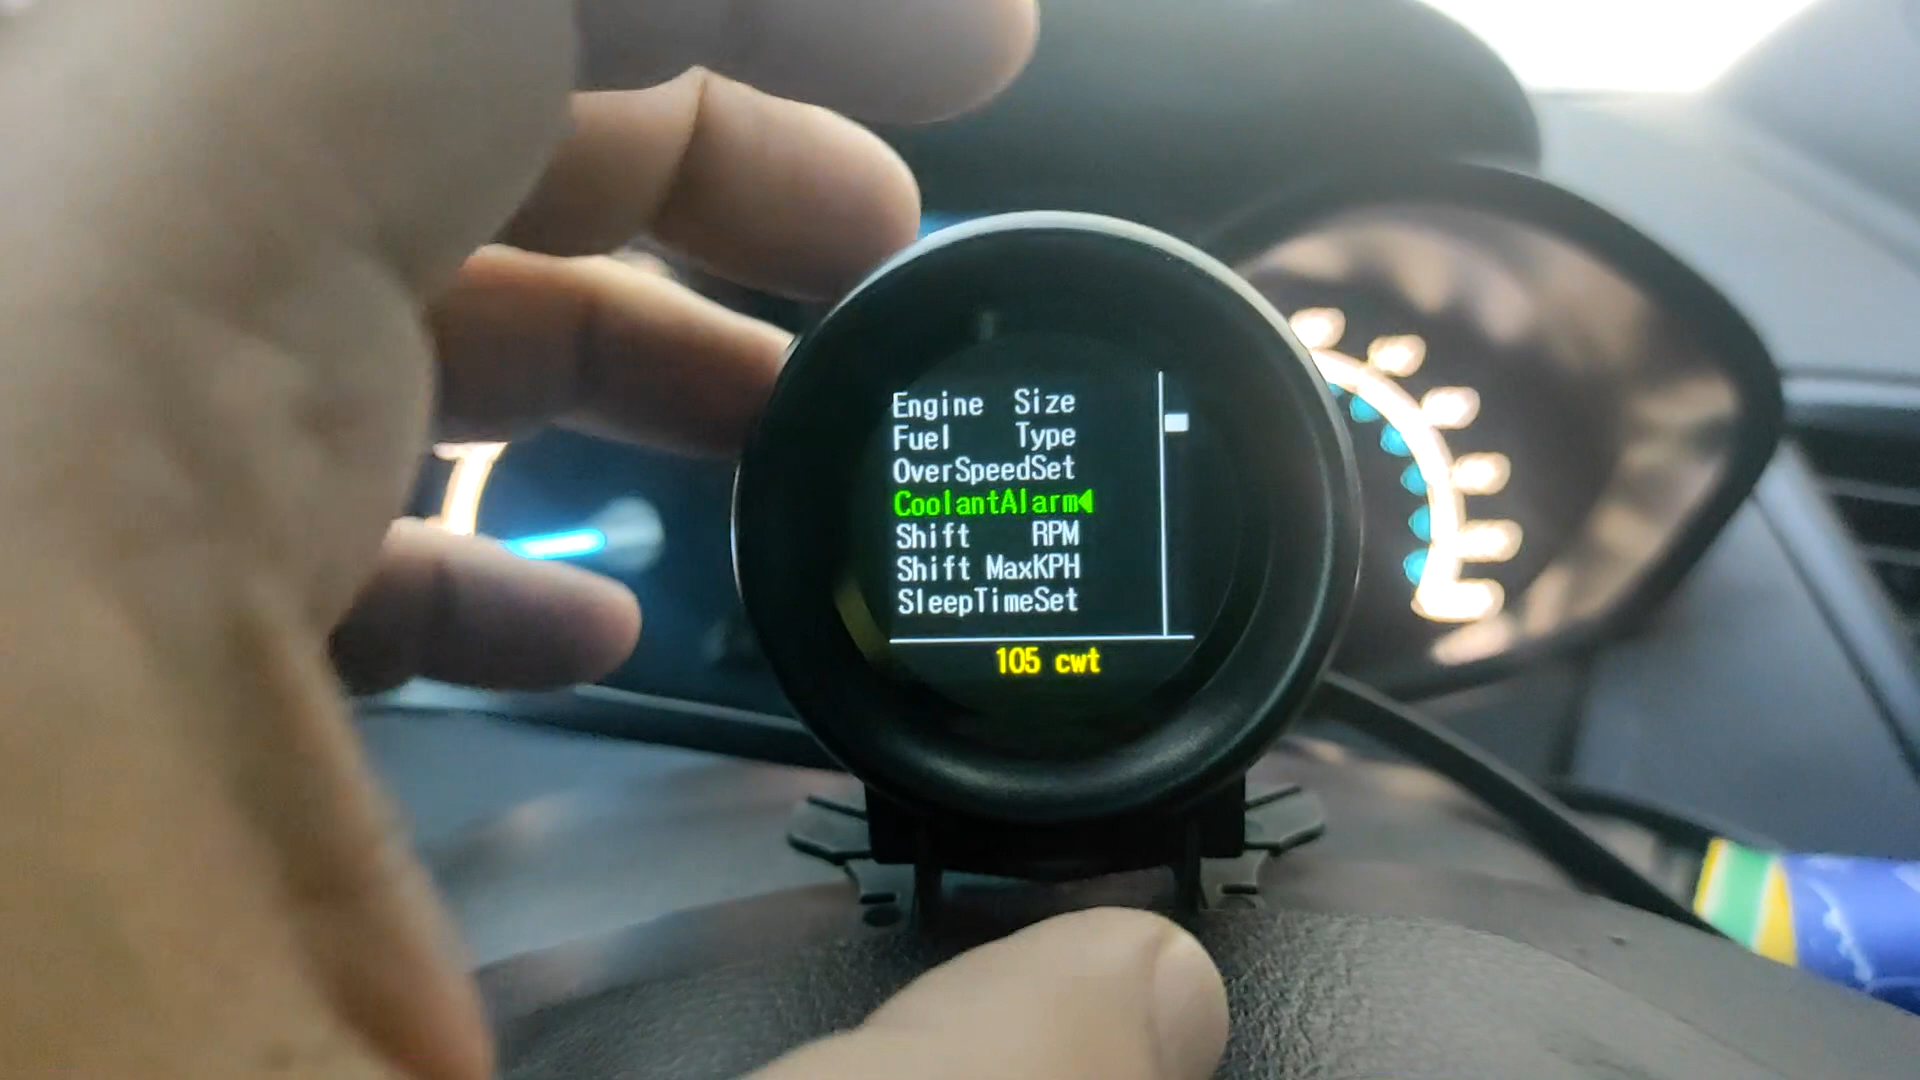 Engine Size
Fuel Type
OverSpeedSet
CoolantAlarm
Shift RPM
Shift MaxKPH
SleepTimeSet
105 cwt